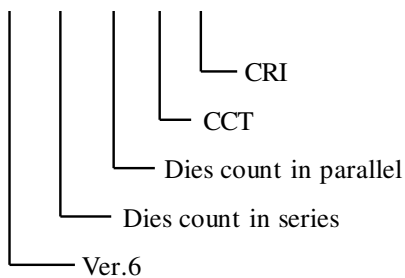 CRI
CCT
Dies count in parallel
Dies count in series
Ver.6